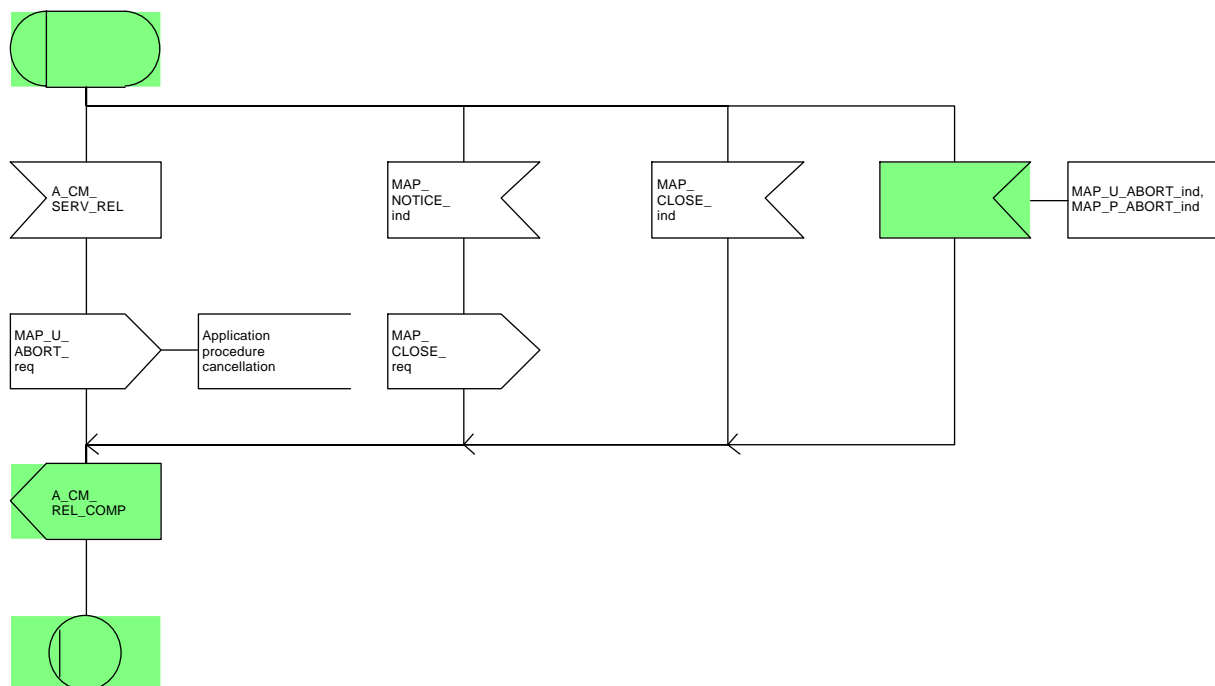 A_CM_
SERV_REL
MAP_
NOTICE_
ind
MAP_
CLOSE_
ind
MAP_U_ABORT_ind,
MAP_P_ABORT_ind
MAP_U_
ABORT_
req
Application
procedure
cancellation
MAP_
CLOSE_
req
A_CM_
REL_COMP